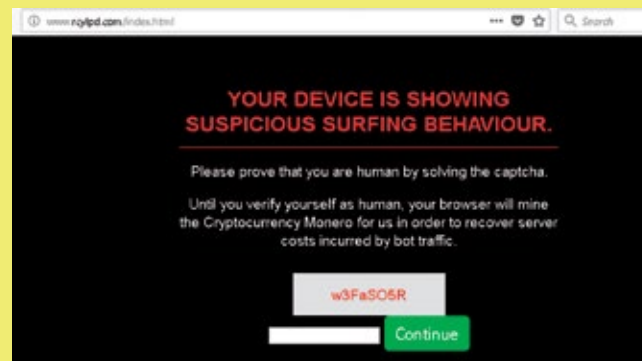 www.rcyclpd.com/index.html
Search
YOUR DEVICE IS SHOWING
SUSPICIOUS SURFING BEHAVIOUR.
Please prove that you are human by solving the captcha.
Until you verify yourself as human, your browser will mine
the Cryptocurrency Monero for us in order to recover server
costs incurred by bot traffic.
w3FaSO5R
Continue